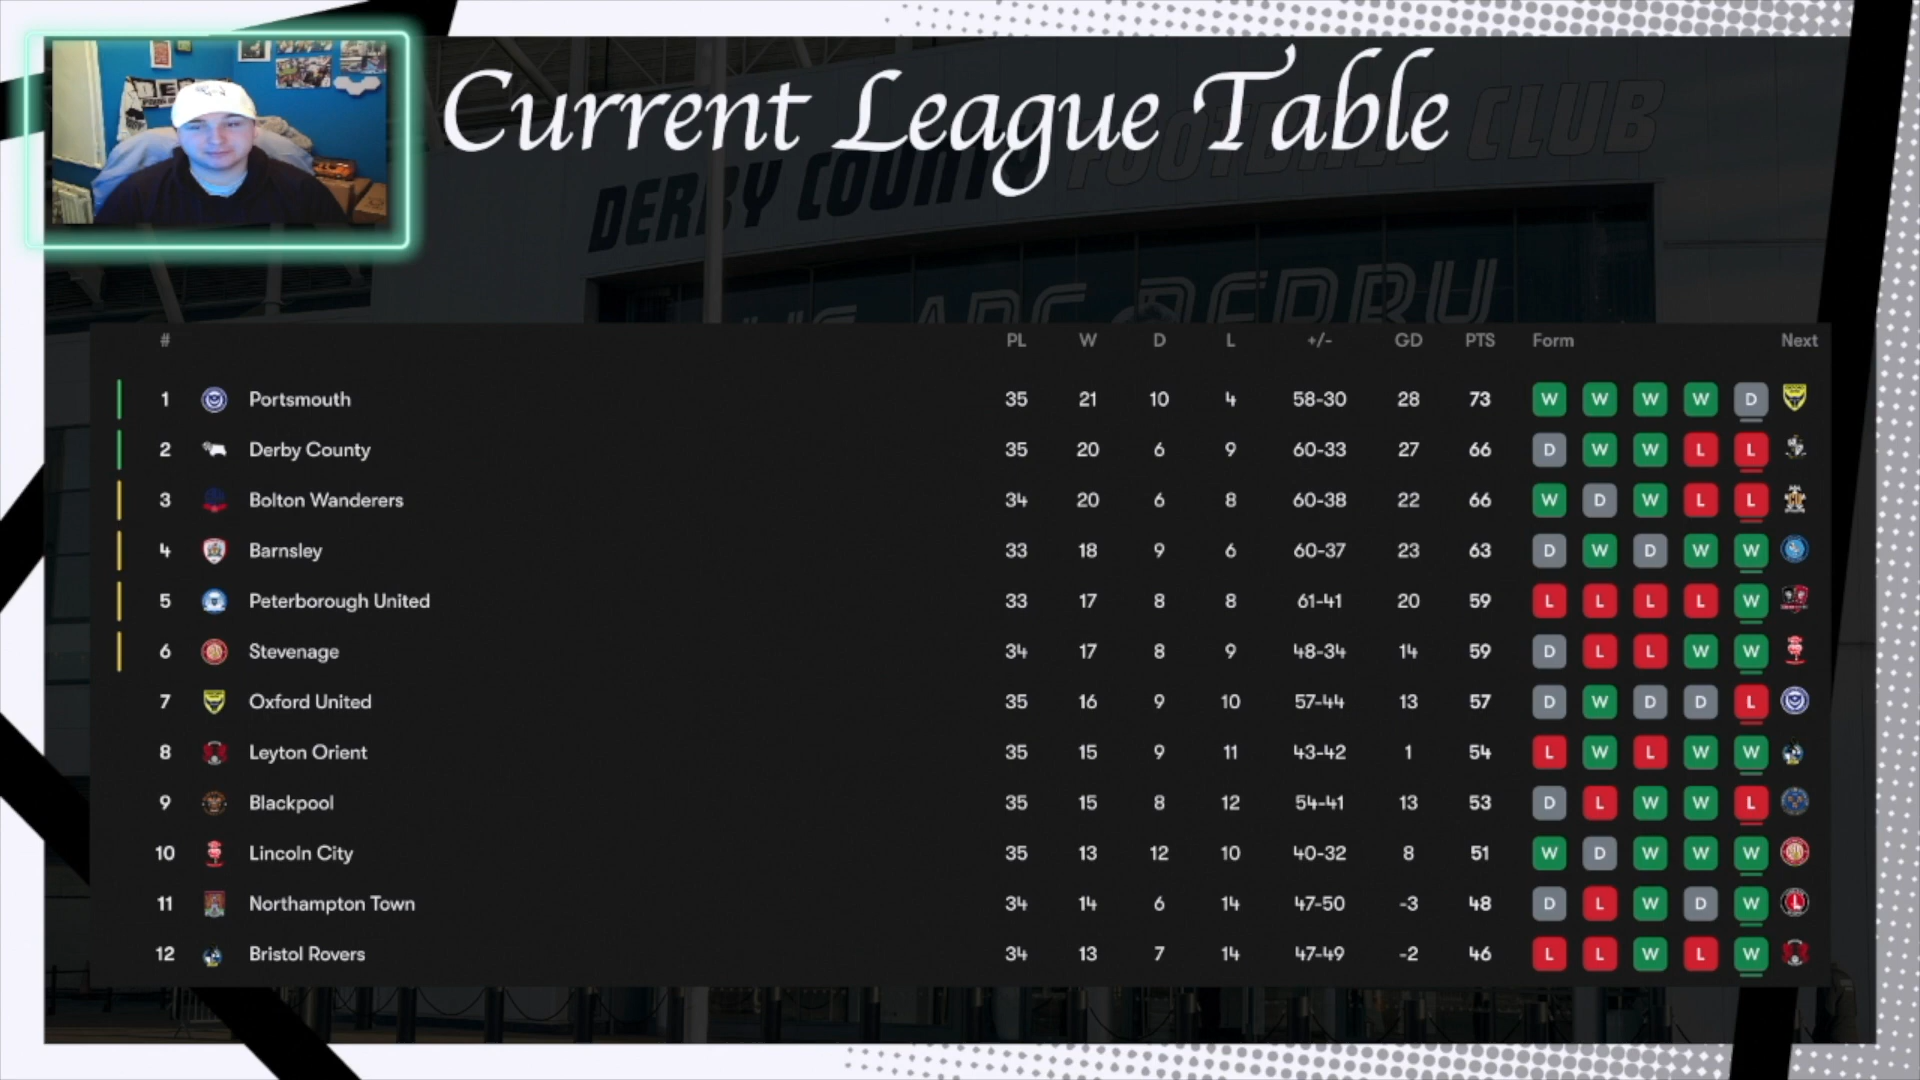 Current League Table
DERBY COUNTY FOOTBALL CLUB
WE ARE DERBY
# PL W D L +/- GD PTS Form Next
1 Portsmouth 35 21 10 4 58-30 28 73 W W W W D
2 Derby County 35 20 6 9 60-33 27 66 D W W L L
3 Bolton Wanderers 34 20 6 8 60-38 22 66 W D W L L
4 Barnsley 33 18 9 6 60-37 23 63 D W D W W
5 Peterborough United 33 17 8 8 61-41 20 59 L L L L W
6 Stevenage 34 17 8 9 48-34 14 59 D L L W W
7 Oxford United 35 16 9 10 57-44 13 57 D W D D L
8 Leyton Orient 35 15 9 11 43-42 1 54 L W L W W
9 Blackpool 35 15 8 12 54-41 13 53 D L W W L
10 Lincoln City 35 13 12 10 40-32 8 51 W D W W W
11 Northampton Town 34 14 6 14 47-50 -3 48 D L W D W
12 Bristol Rovers 34 13 7 14 47-49 -2 46 L L W L W